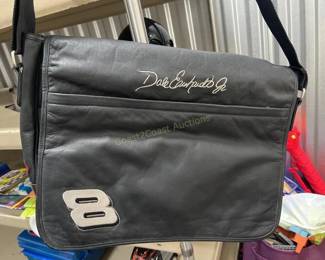 Dale Earnhardt Jr
Coast2Coast Auctions
8